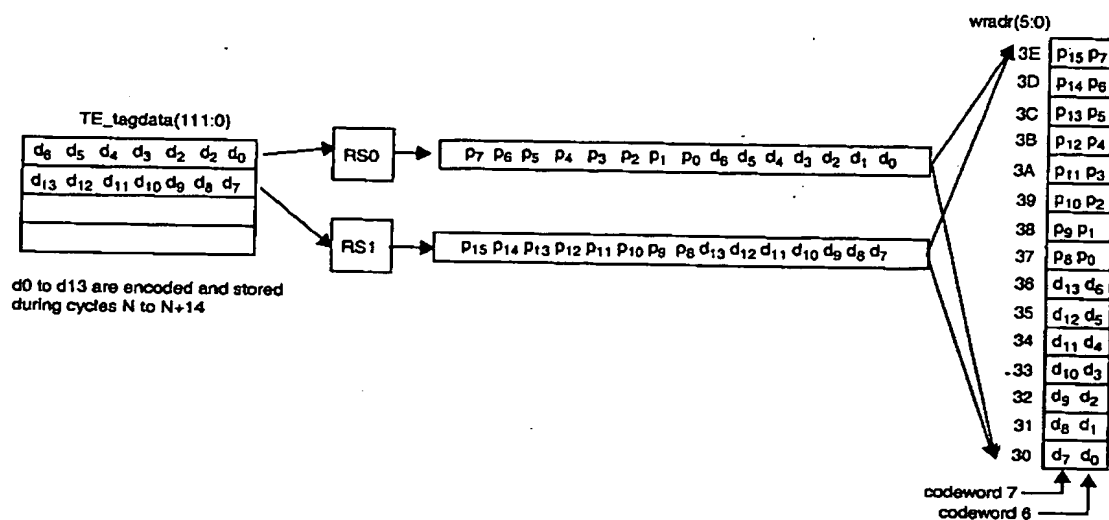 wradr(5:0)
TE_tagdata(111:0)
d6 d5 d4 d3 d2 d2 d0
d13 d12 d11 d10 d9 d8 d7
RS0
RS1
p7 p6 p5 p4 p3 p2 p1 p0 d6 d5 d4 d3 d2 d1 d0
p15 p14 p13 p12 p11 p10 p9 p8 d13 d12 d11 d10 d9 d8 d7
d0 to d13 are encoded and stored
during cycles N to N+14
3E p15 p7
3D p14 p6
3C p13 p5
3B p12 p4
3A p11 p3
39 p10 p2
38 p9 p1
37 p8 p0
36 d13 d6
35 d12 d5
34 d11 d4
33 d10 d3
32 d9 d2
31 d8 d1
30 d7 d0
codeword 7
codeword 6